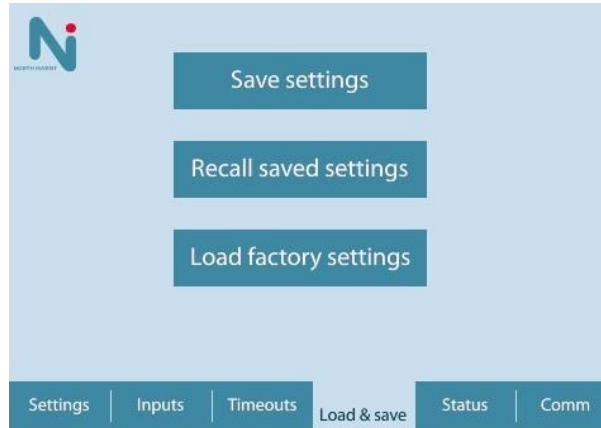 Save settings
Recall saved settings
Load factory settings
Settings
Inputs
Timeouts
Load & save
Status
Comm